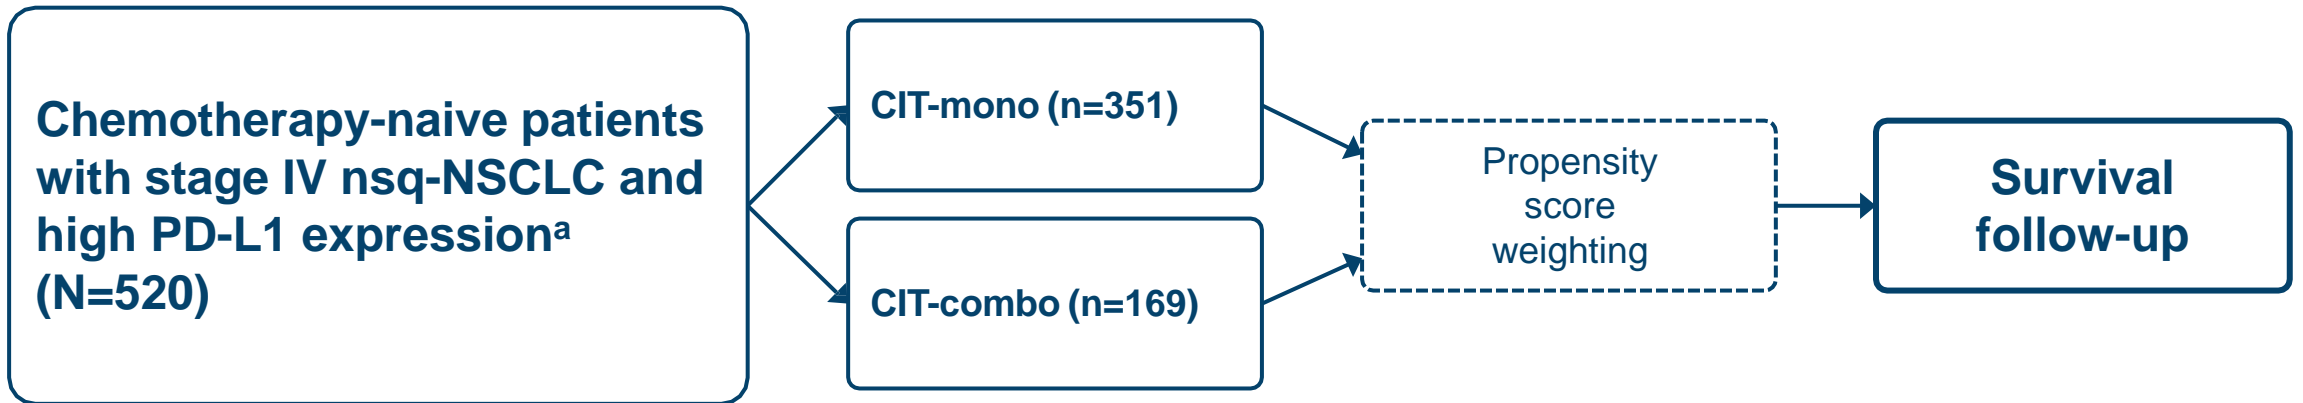 Chemotherapy-naive patients
with stage IV nsq-NSCLC and
high PD-L1 expressionᵃ
(N=520)
CIT-mono (n=351)
CIT-combo (n=169)
Propensity
score
weighting
Survival
follow-up